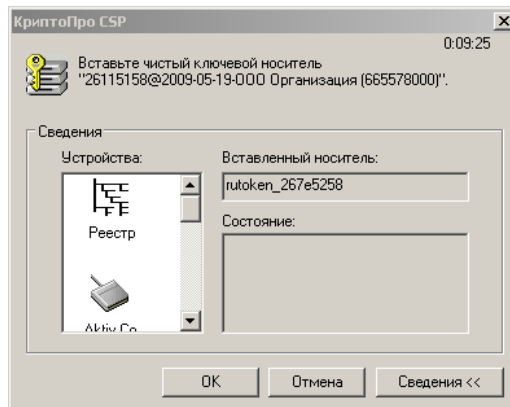 КриптоПро CSP
0:09:25
Вставьте чистый ключевой носитель
"26115158@2009-05-19-ООО Организация (665578000)".
Сведения
Устройства:
Вставленный носитель:
rutoken_267e5258
Реестр
Состояние:
Aktiv Co
ОК
Отмена
Сведения <<